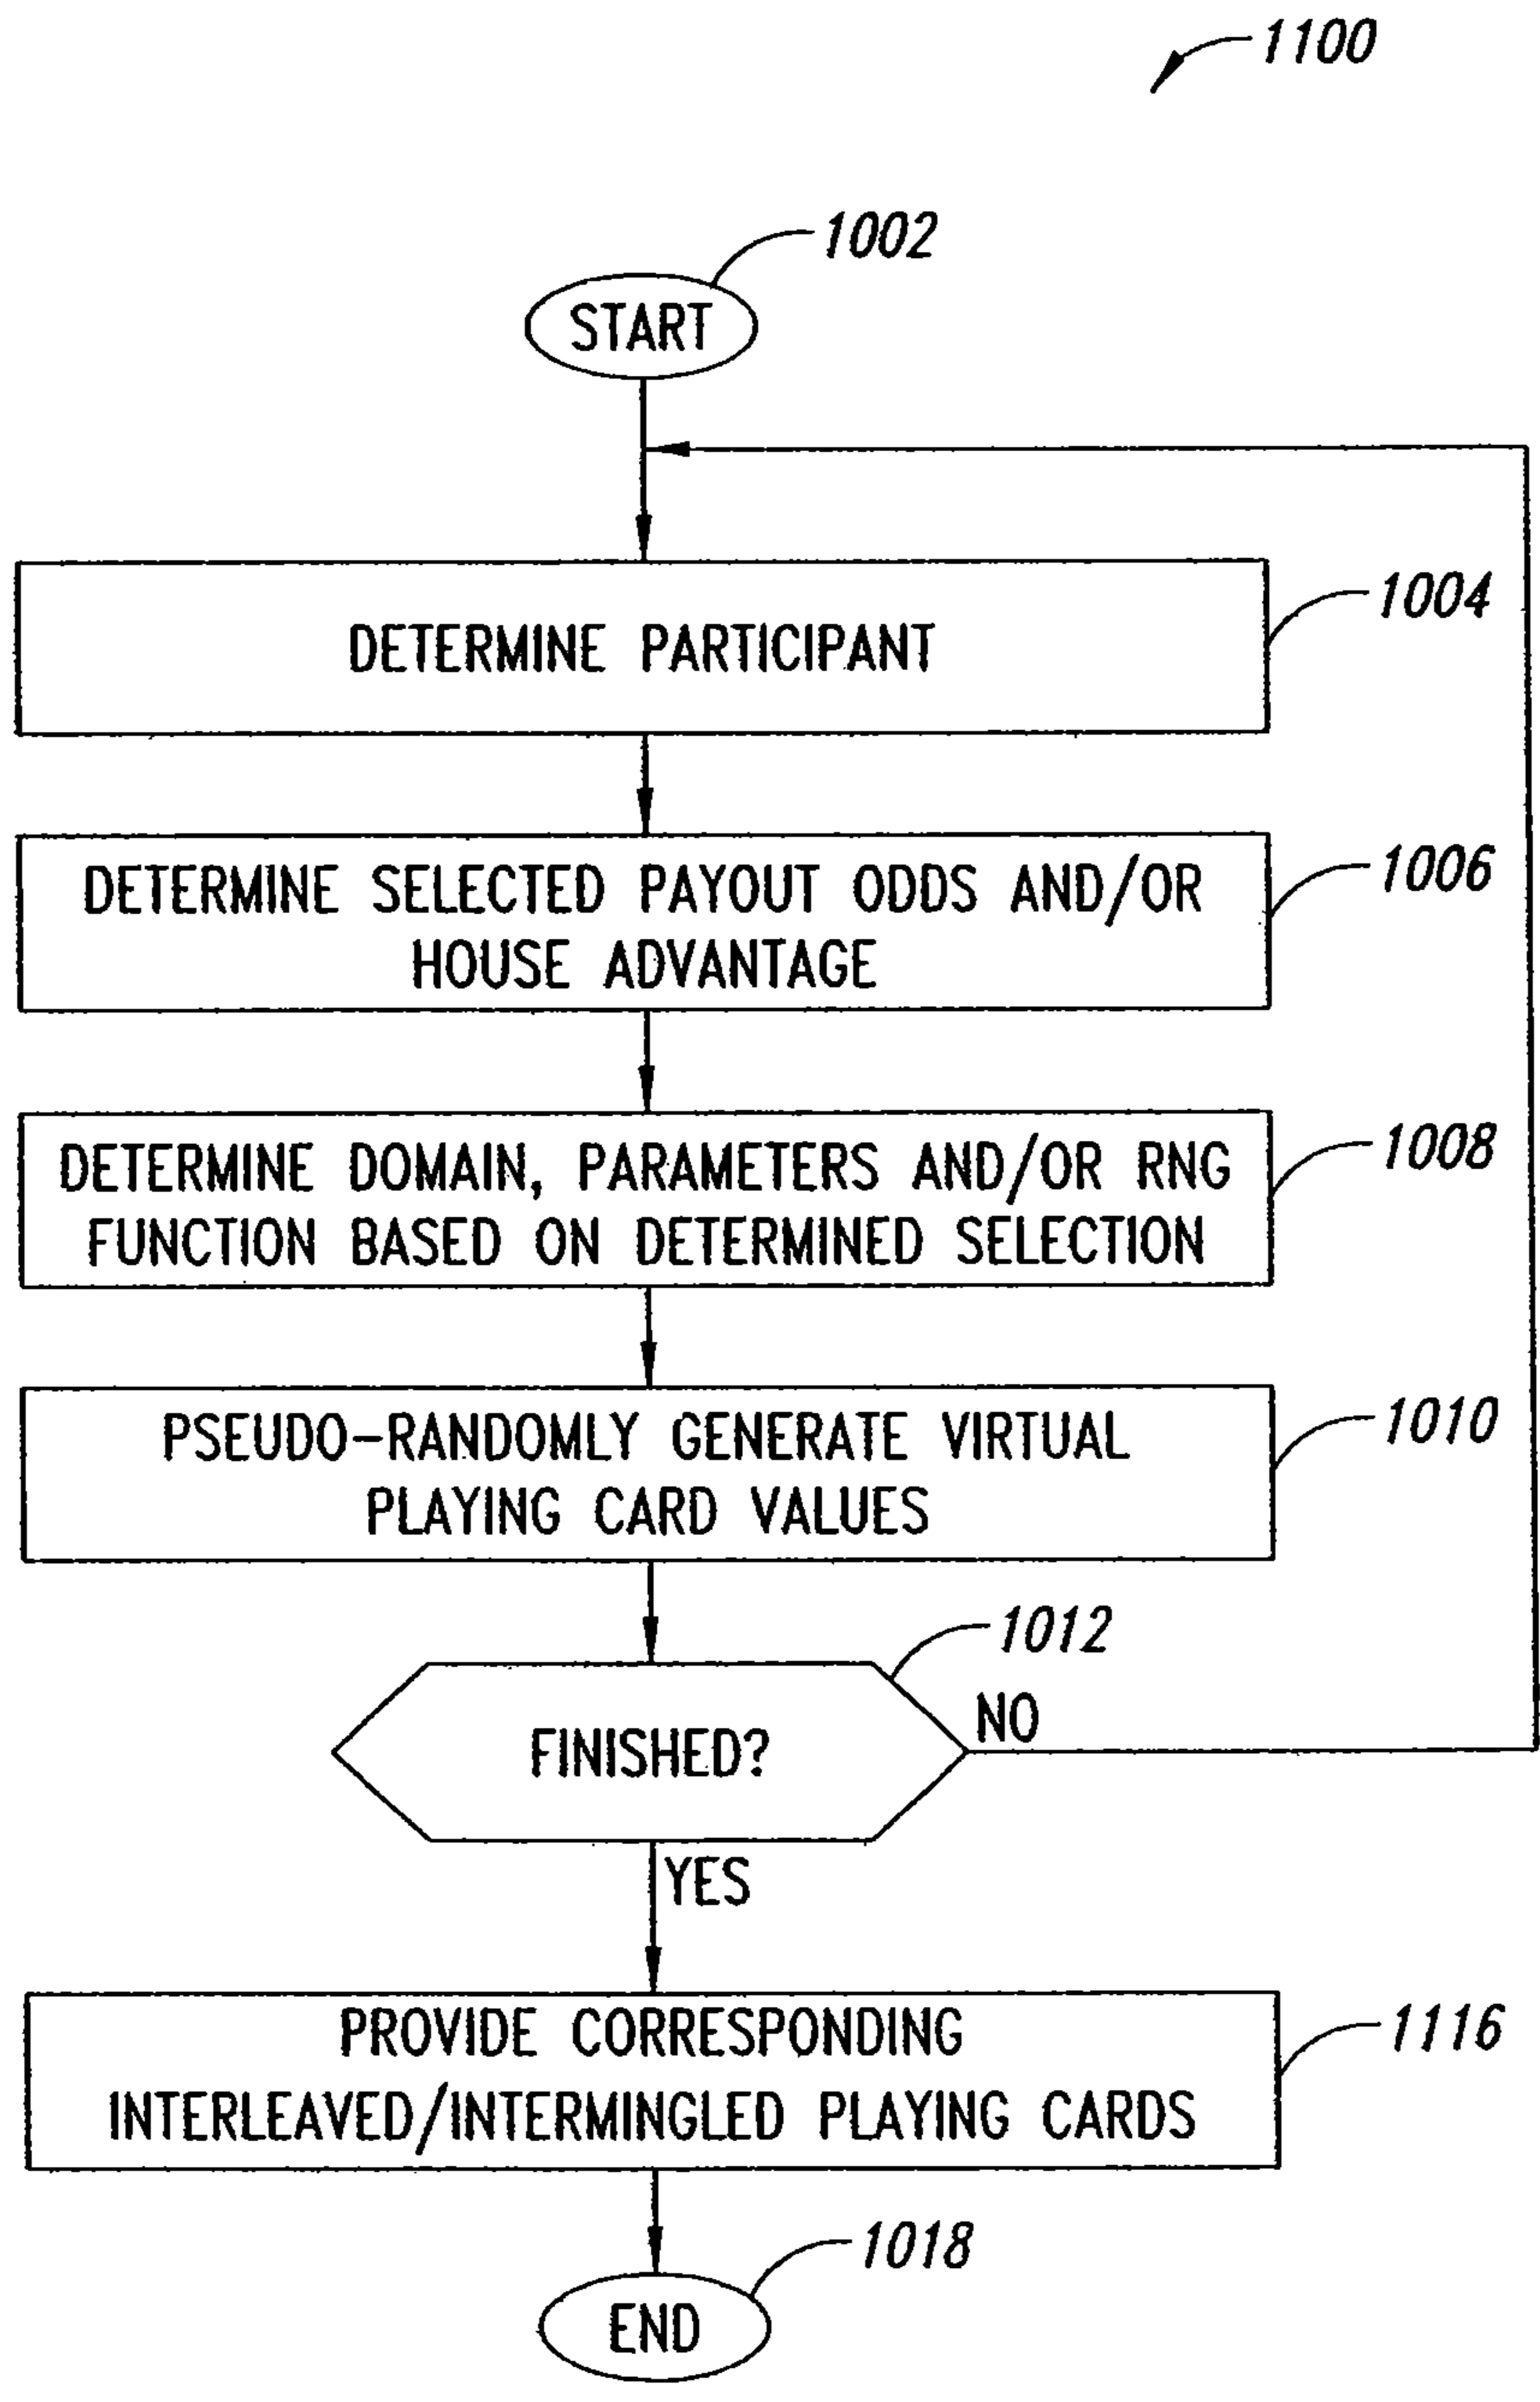 1100
1002
START
1004
DETERMINE PARTICIPANT
1006
DETERMINE SELECTED PAYOUT ODDS AND/OR
HOUSE ADVANTAGE
1008
DETERMINE DOMAIN, PARAMETERS AND/OR RNG
FUNCTION BASED ON DETERMINED SELECTION
1010
PSEUDO-RANDOMLY GENERATE VIRTUAL
PLAYING CARD VALUES
1012
NO
FINISHED?
YES
1116
PROVIDE CORRESPONDING
INTERLEAVED/INTERMINGLED PLAYING CARDS
1018
END